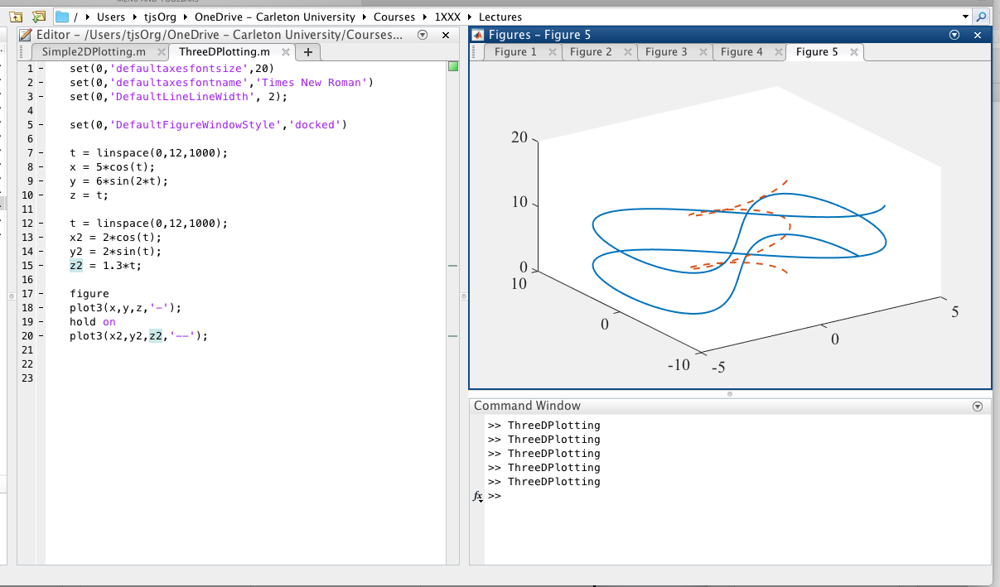 MENU AND TOOLBARS
/ Users tjsOrg OneDrive – Carleton University Courses 1XXX Lectures
Editor – /Users/tjsOrg/OneDrive – Carleton University/Courses...
Simple2DPlotting.m ThreeDPlotting.m +
1 – set(0,'defaultaxesfontsize',20)
2 – set(0,'defaultaxesfontname','Times New Roman')
3 – set(0,'DefaultLineLineWidth', 2);
4
5 – set(0,'DefaultFigureWindowStyle','docked')
6
7 – t = linspace(0,12,1000);
8 – x = 5*cos(t);
9 – y = 6*sin(2*t);
10 – z = t;
11
12 – t = linspace(0,12,1000);
13 – x2 = 2*cos(t);
14 – y2 = 2*sin(t);
15 – z2 = 1.3*t;
16
17 – figure
18 – plot3(x,y,z,'-');
19 – hold on
20 – plot3(x2,y2,z2,'--');
21
22
23
Figures – Figure 5
Figure 1 Figure 2 Figure 3 Figure 4 Figure 5
20
10
0
10
0
-10
-5
0
5
Command Window
>> ThreeDPlotting
>> ThreeDPlotting
>> ThreeDPlotting
>> ThreeDPlotting
>> ThreeDPlotting
fx >>